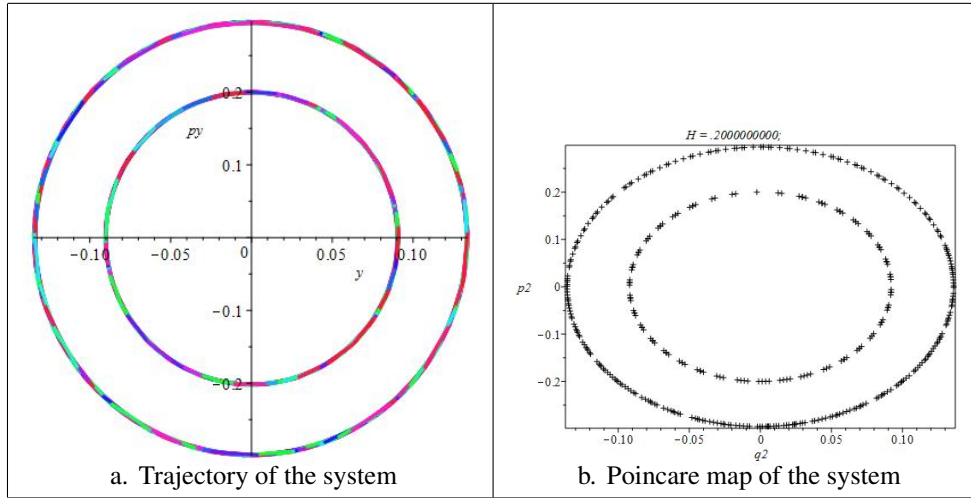 0.2
py
0.1
−0.10
−0.05
0
0.05
0.10
y
−0.1
−0.2
a. Trajectory of the system
H = .2000000000;
0.2
0.1
p2
0
−0.1
−0.2
−0.10
−0.05
0
0.05
0.10
q2
b. Poincare map of the system